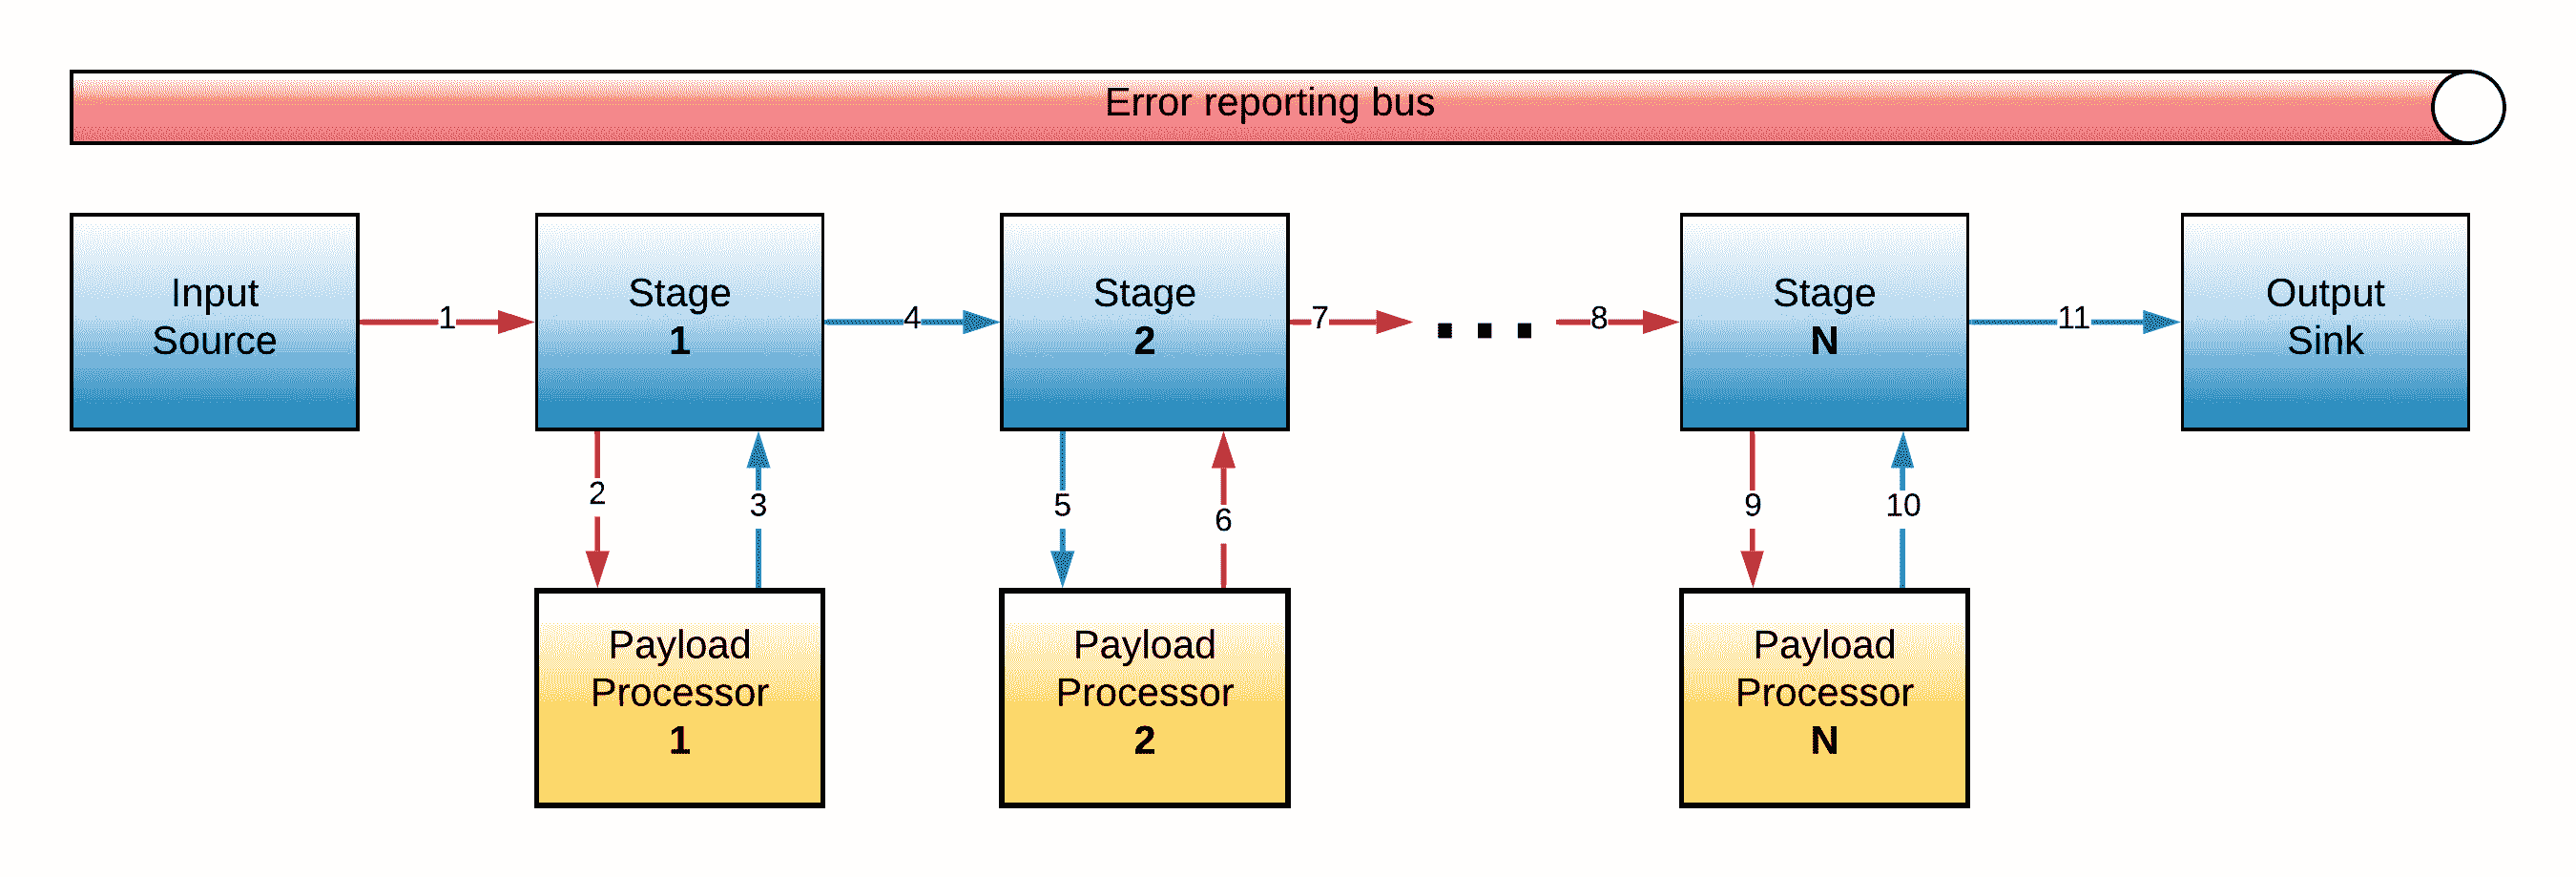 Error reporting bus
Input
Source
1
Stage
1
4
Stage
2
7
...
8
Stage
N
11
Output
Sink
2
3
5
6
9
10
Payload
Processor
1
Payload
Processor
2
Payload
Processor
N